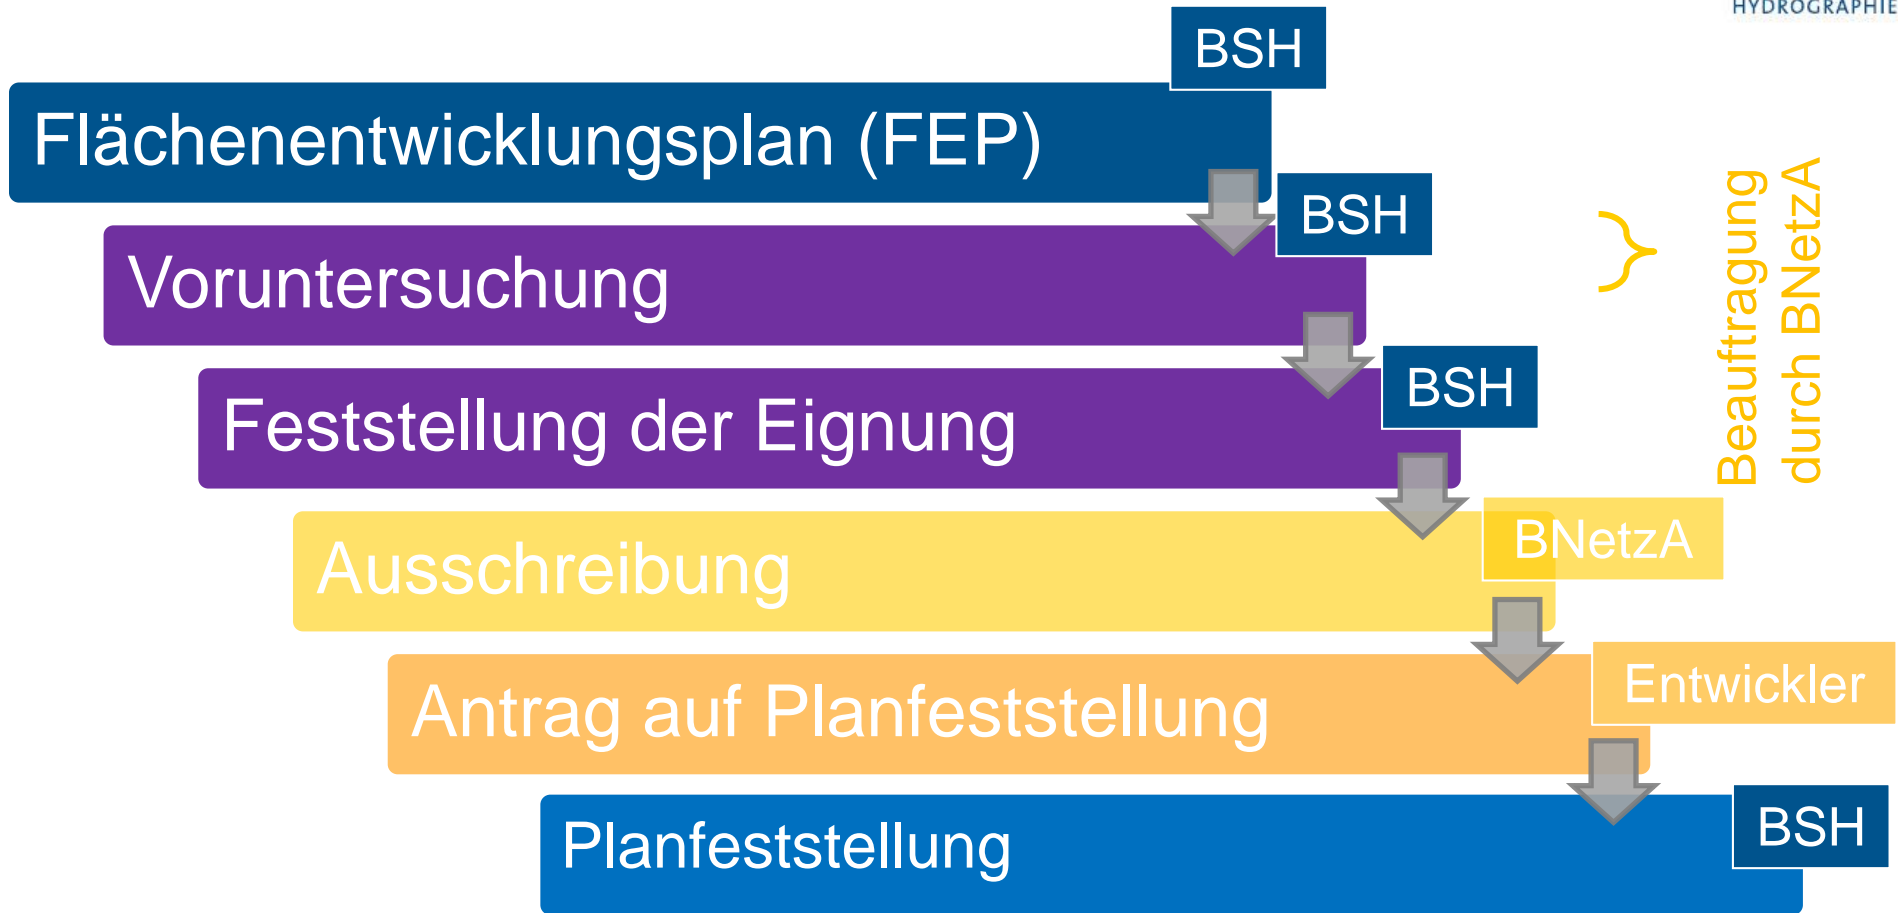 HYDROGRAPHIE
BSH
Flächenentwicklungsplan (FEP)
BSH
Voruntersuchung
BSH
Feststellung der Eignung
Beauftragung
durch BNetzA
BNetzA
Ausschreibung
Entwickler
Antrag auf Planfeststellung
BSH
Planfeststellung